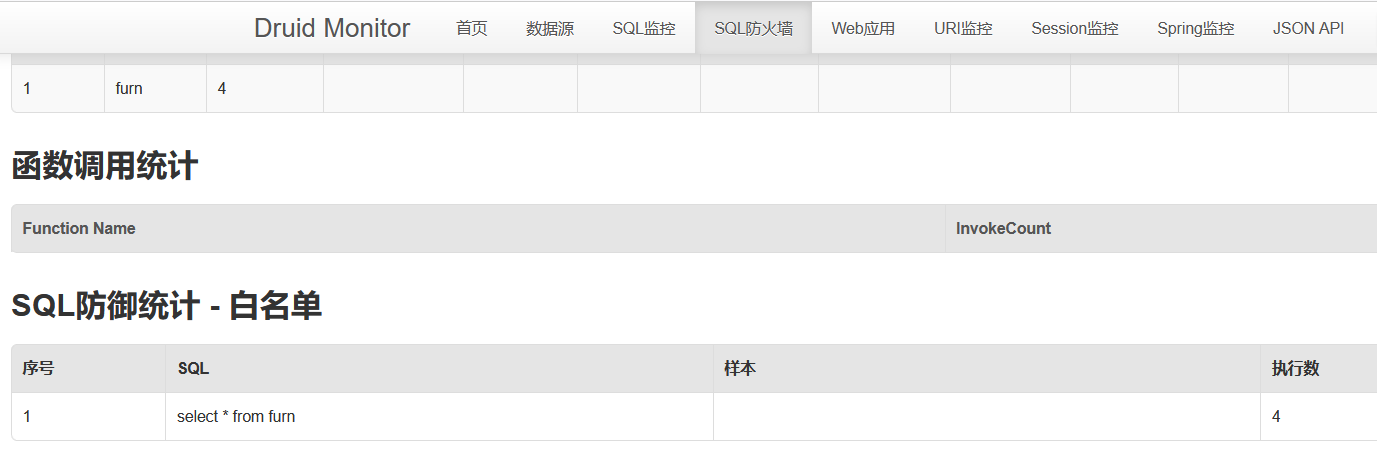 Druid Monitor 首页 数据源 SQL监控 SQL防火墙 Web应用 URI监控 Session监控 Spring监控 JSON API
1 furn 4
函数调用统计
Function Name InvokeCount
SQL防御统计 - 白名单
序号 SQL 样本 执行数
1 select * from furn 4